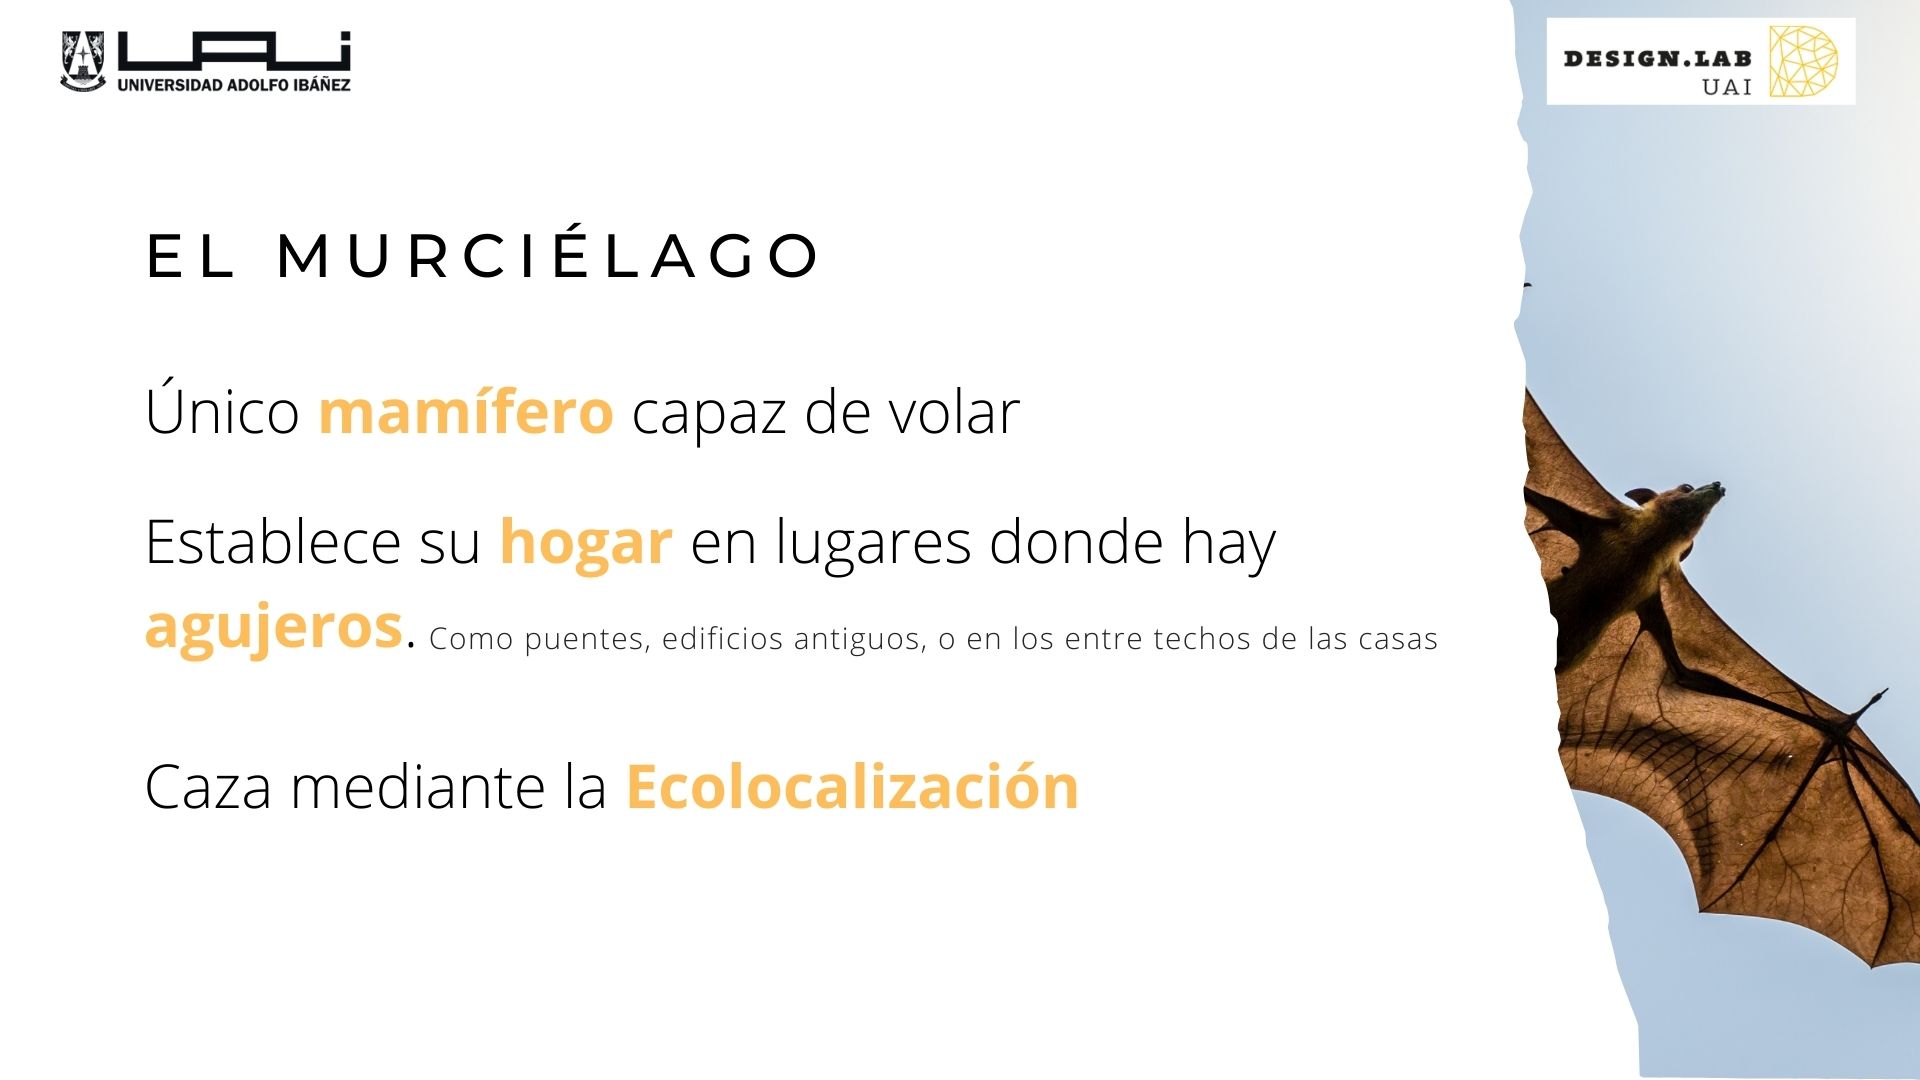 UAI
UNIVERSIDAD ADOLFO IBÁÑEZ
DESIGN.LAB
UAI
EL MURCIÉLAGO
Único mamífero capaz de volar
Establece su hogar en lugares donde hay
agujeros. Como puentes, edificios antiguos, o en los entre techos de las casas
Caza mediante la Ecolocalización